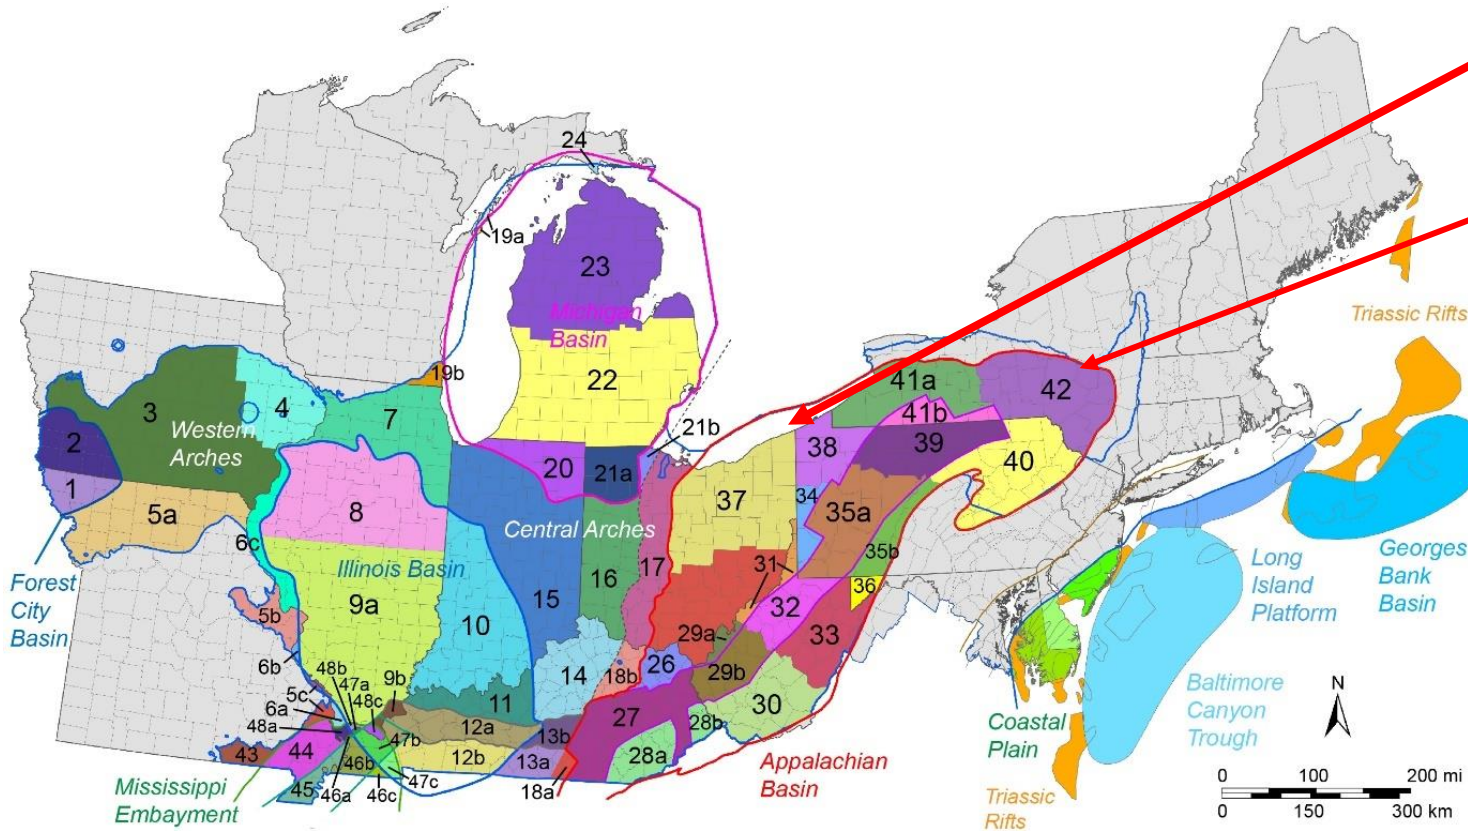 24
19a
23
Michigan
Basin
Triassic Rifts
22
41a
42
19b
41b
3
4
7
21b
38
39
Western
Arches
2
20
21a
40
1
37
34
35a
5a
8
Central Arches
6c
35b
Forest
City
Basin
Illinois Basin
17
31
36
Long
Island
Platform
Georges
Bank
Basin
16
9a
15
32
5b
10
29a
33
6b
26
14
29b
18b
48b
47a
9b
5c
48c
11
30
Baltimore
Canyon
Trough
N
6a
27
28b
Coastal
Plain
48a
12a
13b
44
47b
43
46b
12b
13a
28a
Appalachian
Basin
Mississippi
Embayment
45
46a
46c
47c
18a
0 100 200 mi
0 150 300 km
Triassic
Rifts